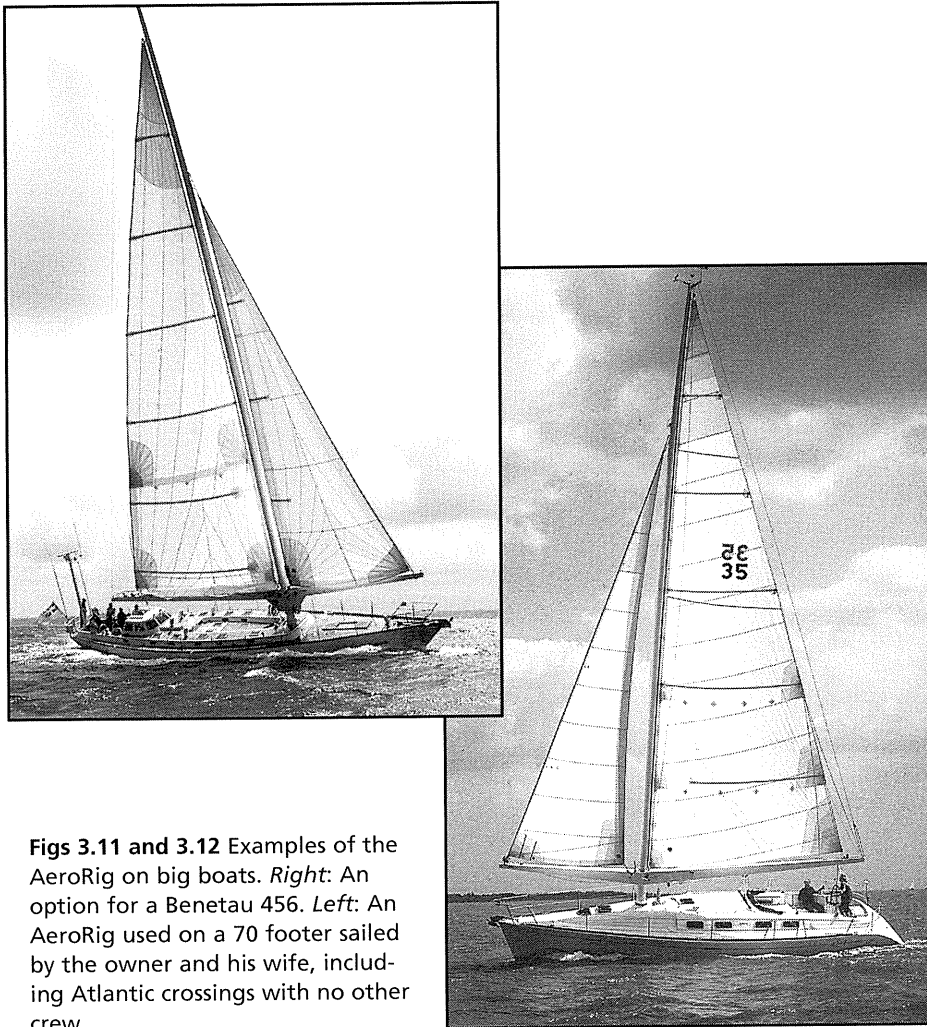 35
35
Figs 3.11 and 3.12 Examples of the
AeroRig on big boats. Right: An
option for a Benetau 456. Left: An
AeroRig used on a 70 footer sailed
by the owner and his wife, includ-
ing Atlantic crossings with no other
crew